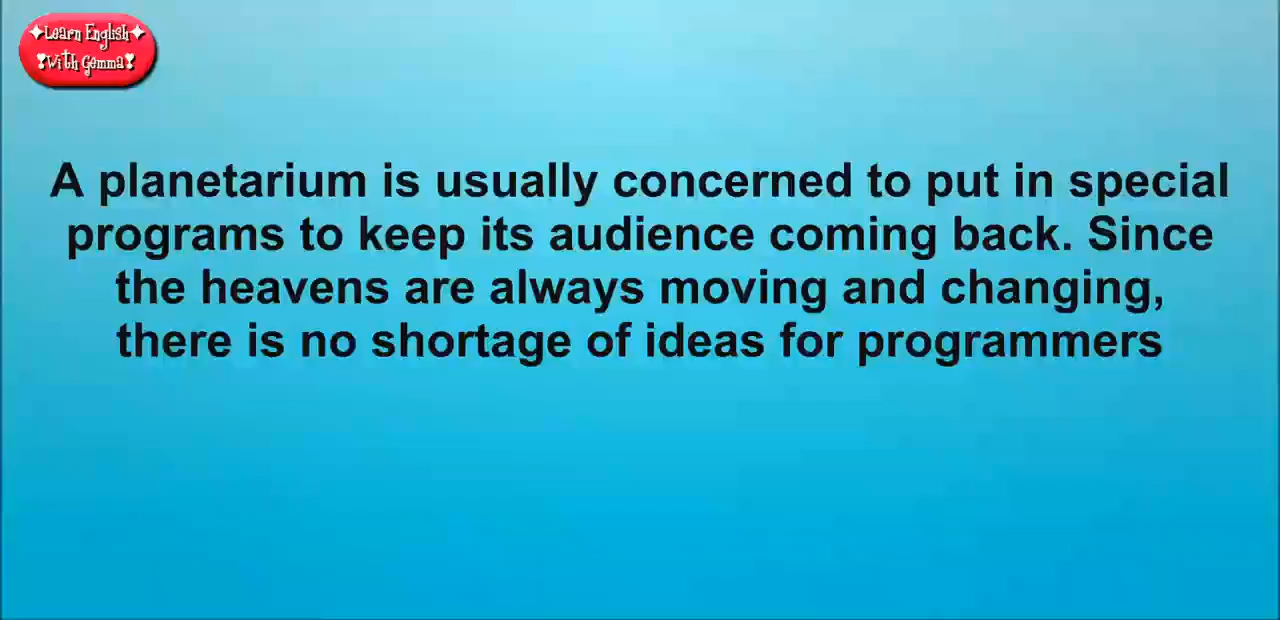 ✦Learn English✦
❣With Gemma❣
A planetarium is usually concerned to put in special
programs to keep its audience coming back. Since
the heavens are always moving and changing,
there is no shortage of ideas for programmers